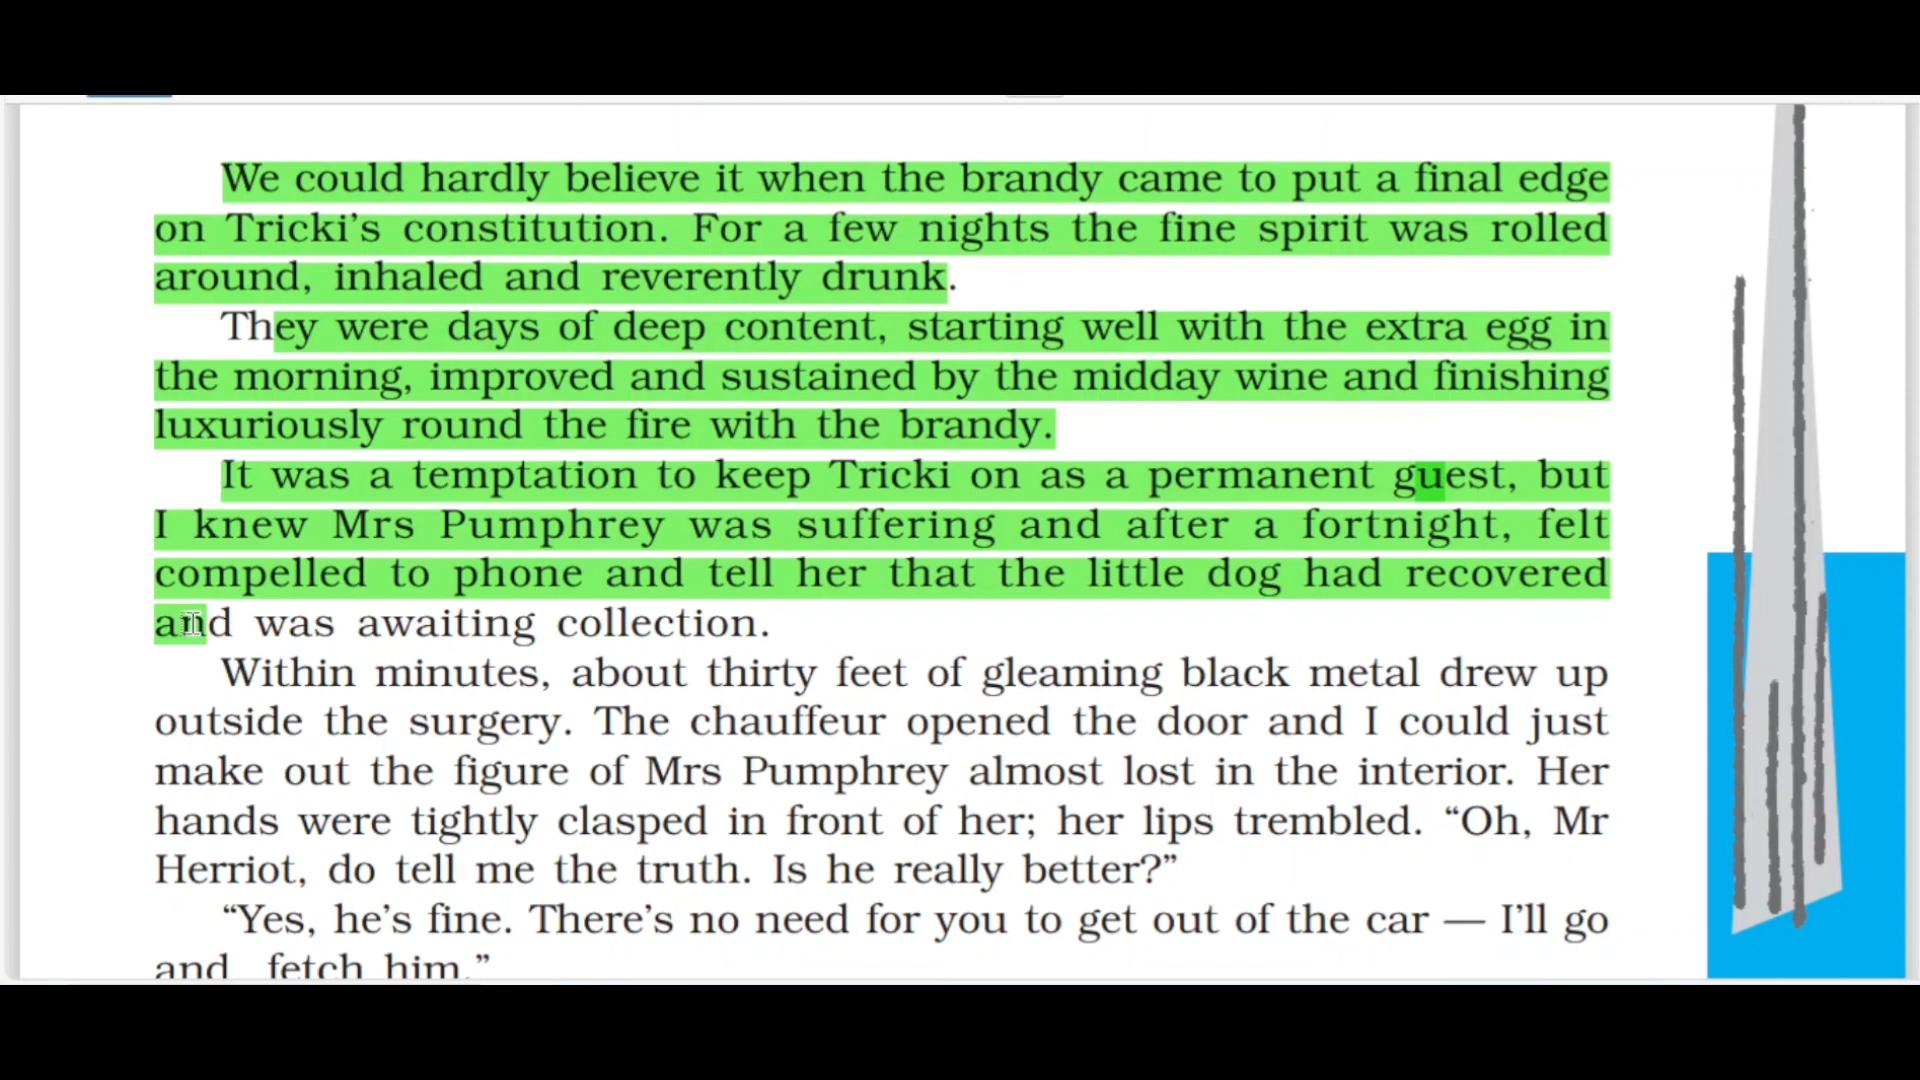 We could hardly believe it when the brandy came to put a final edge
on Tricki’s constitution. For a few nights the fine spirit was rolled
around, inhaled and reverently drunk.
They were days of deep content, starting well with the extra egg in
the morning, improved and sustained by the midday wine and finishing
luxuriously round the fire with the brandy.
It was a temptation to keep Tricki on as a permanent guest, but
I knew Mrs Pumphrey was suffering and after a fortnight, felt
compelled to phone and tell her that the little dog had recovered
and was awaiting collection.
Within minutes, about thirty feet of gleaming black metal drew up
outside the surgery. The chauffeur opened the door and I could just
make out the figure of Mrs Pumphrey almost lost in the interior. Her
hands were tightly clasped in front of her; her lips trembled. “Oh, Mr
Herriot, do tell me the truth. Is he really better?”
“Yes, he’s fine. There’s no need for you to get out of the car — I’ll go
and fetch him.”